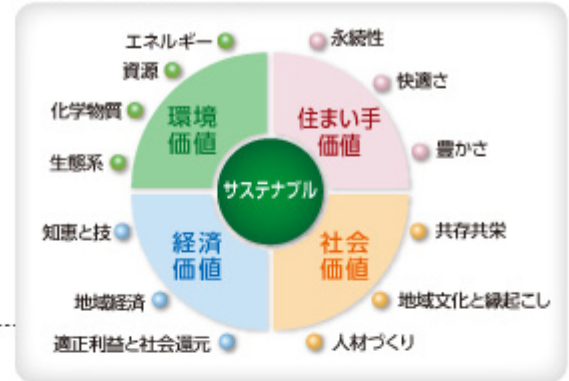 エネルギー
資源
化学物質
生態系
環境
価値
永続性
快適さ
豊かさ
住まい手
価値
サステナブル
知恵と技
地域経済
適正利益と社会還元
経済
価値
共存共栄
地域文化と縁起こし
人材づくり
社会
価値